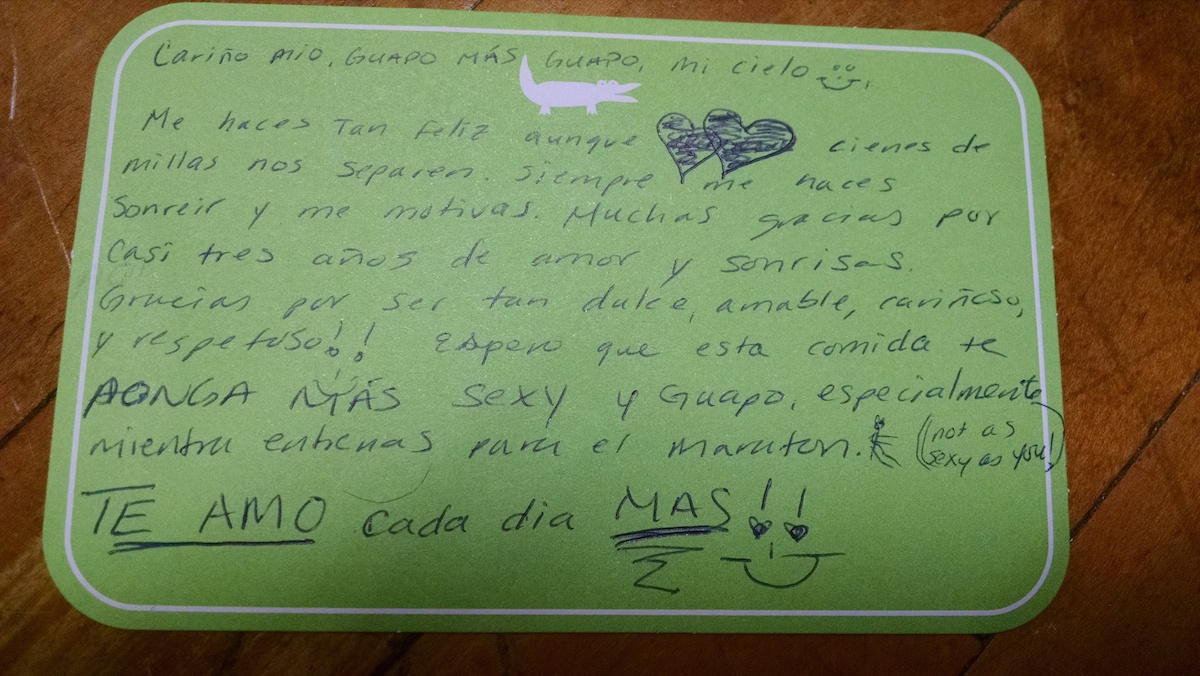 Cariño mio, GUAPO MÁS GUAPO, mi cielo
Me haces tan feliz aunque cienes de
millas nos separen. Siempre me haces
Sonreir y me motivas. Muchas gracias por
Casi tres años de amor y sonrisas.
Gracias por ser tan dulce, amable, cariñoso,
y respetuso!! Espero que esta comida te
PONGA MÁS SEXY y Guapo, especialmente
mientra entrenas para el maraton. (not as
sexy as you!)
TE AMO cada dia MAS!!